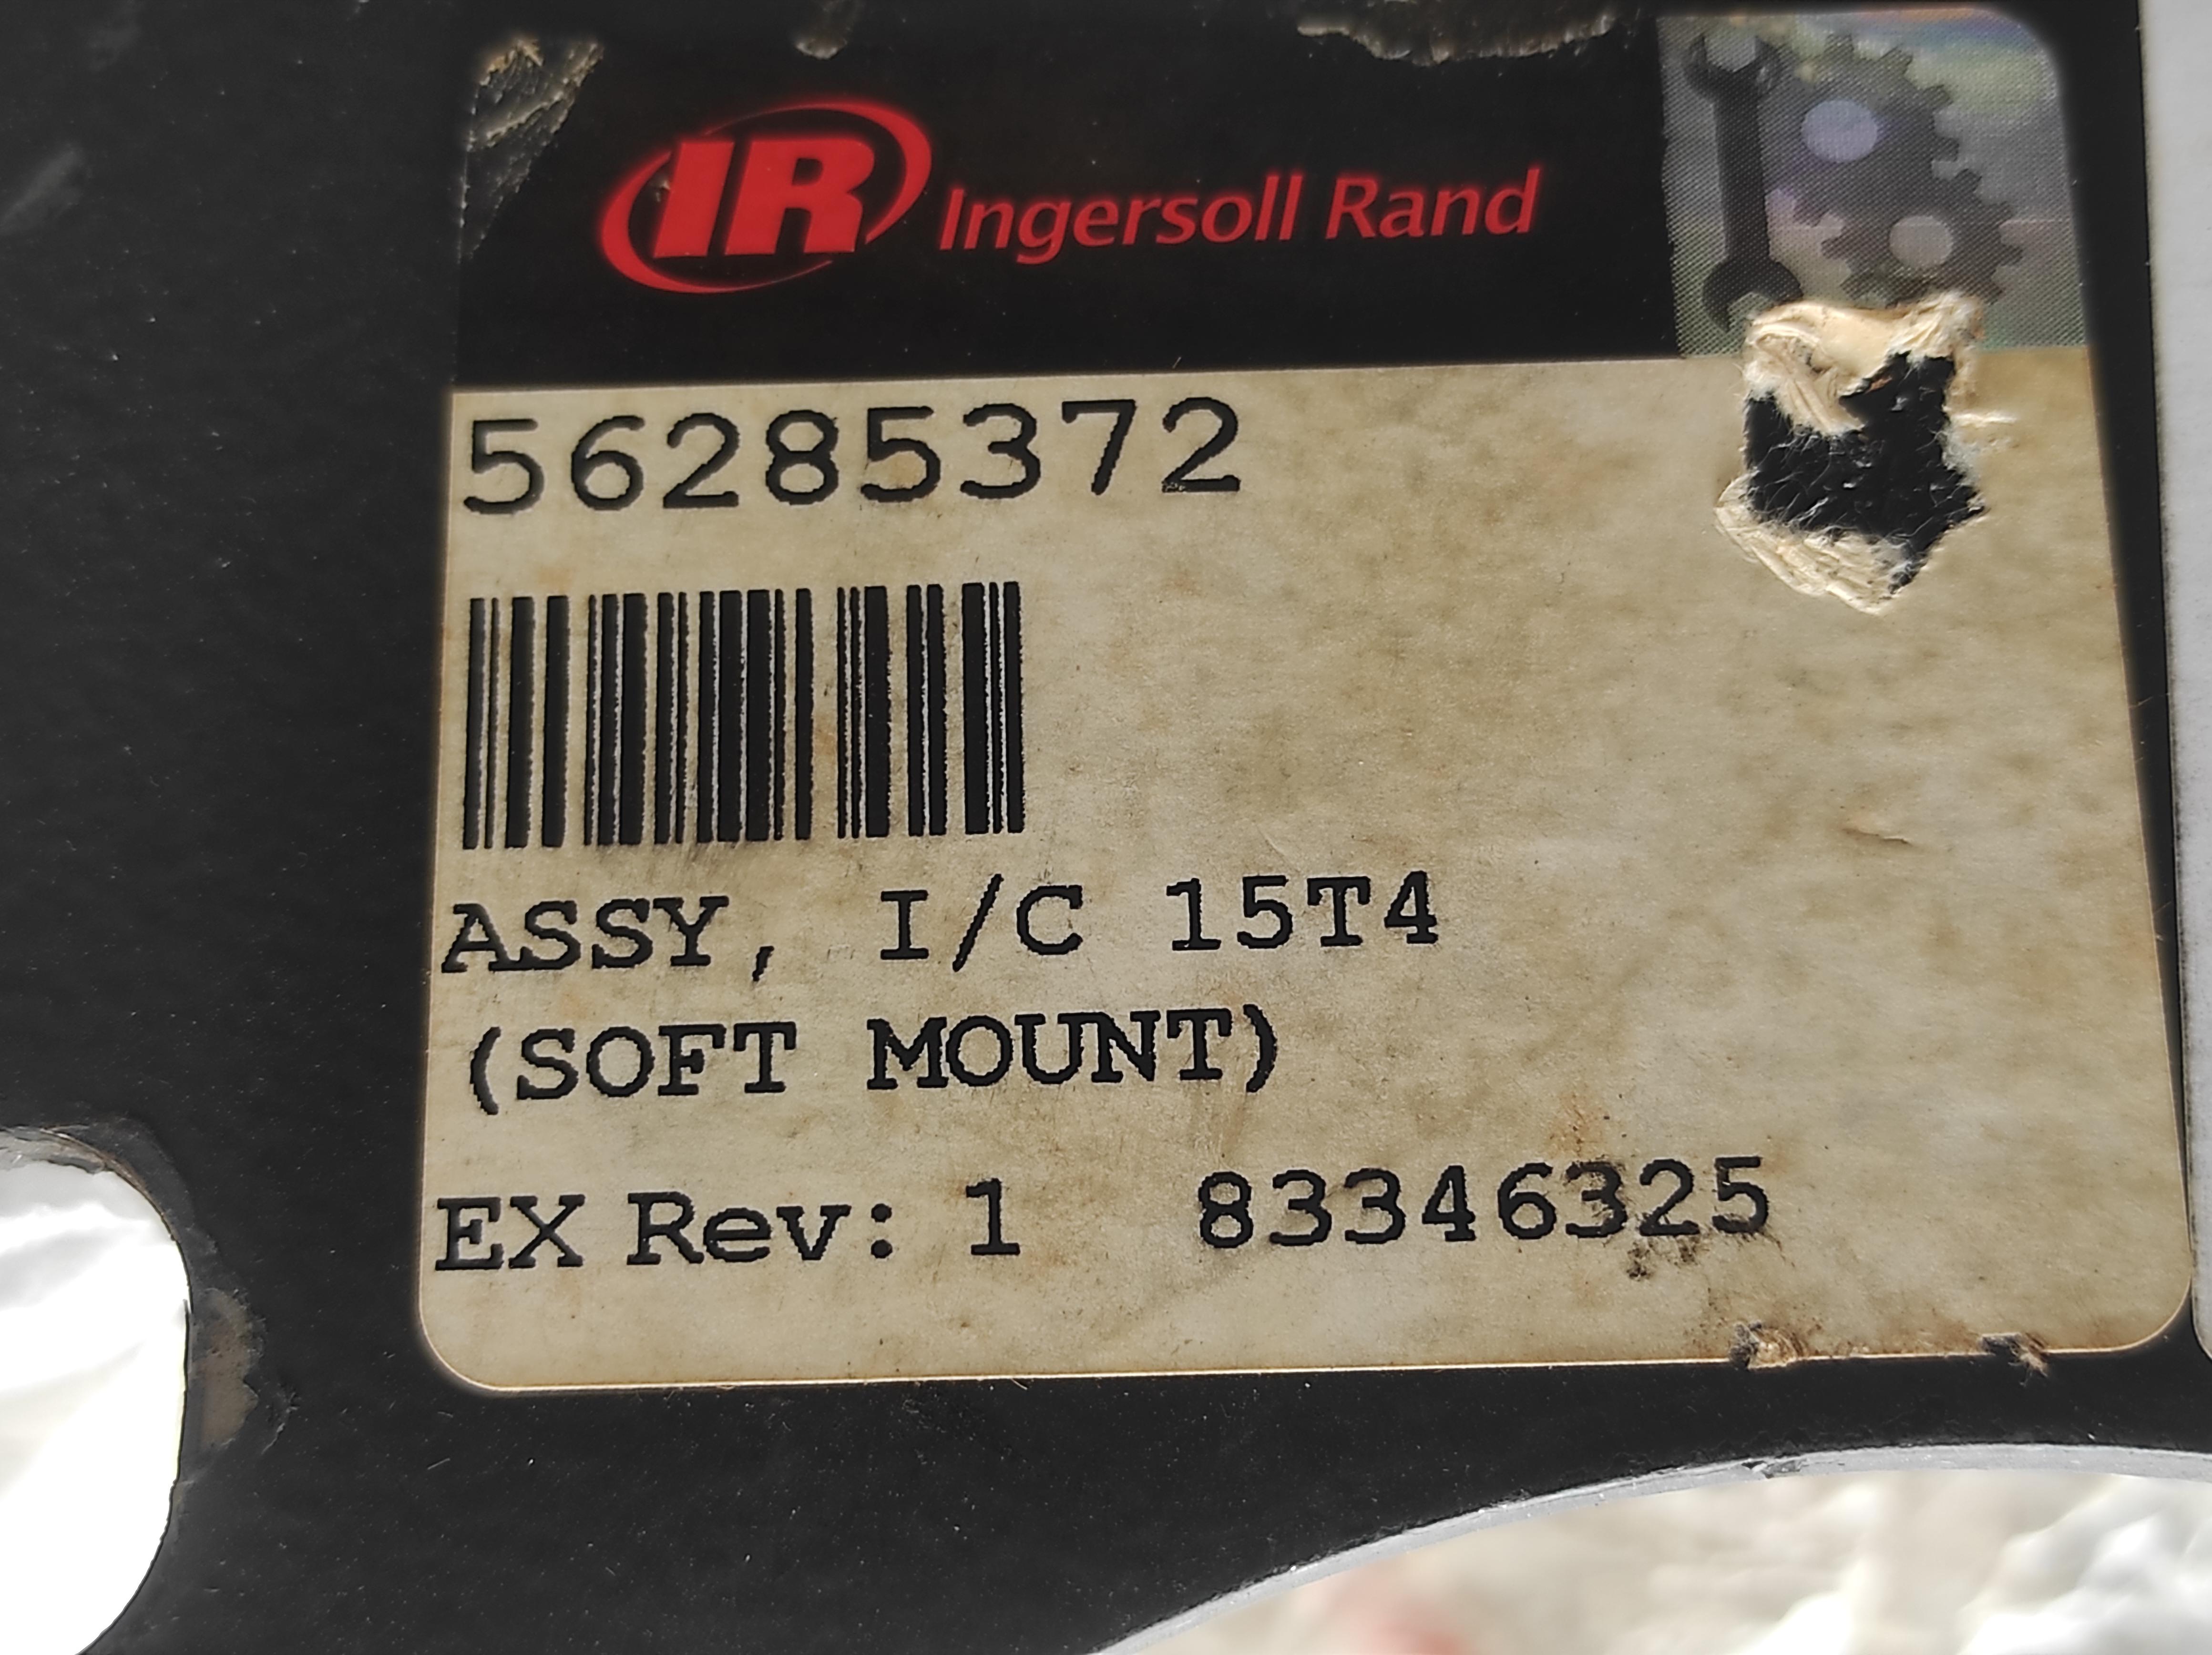 IR Ingersoll Rand
56285372
ASSY, I/C 15T4
(SOFT MOUNT)
EX Rev: 1 83346325